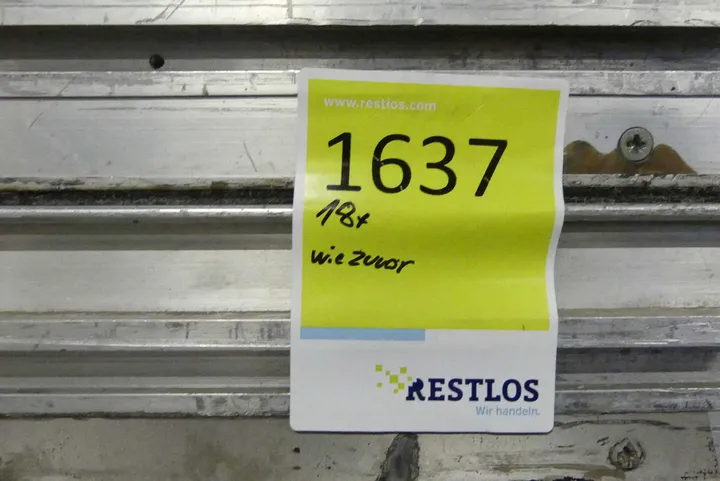 www.restlos.com
1637
18x
wie zuvor
RESTLOS
Wir handeln.